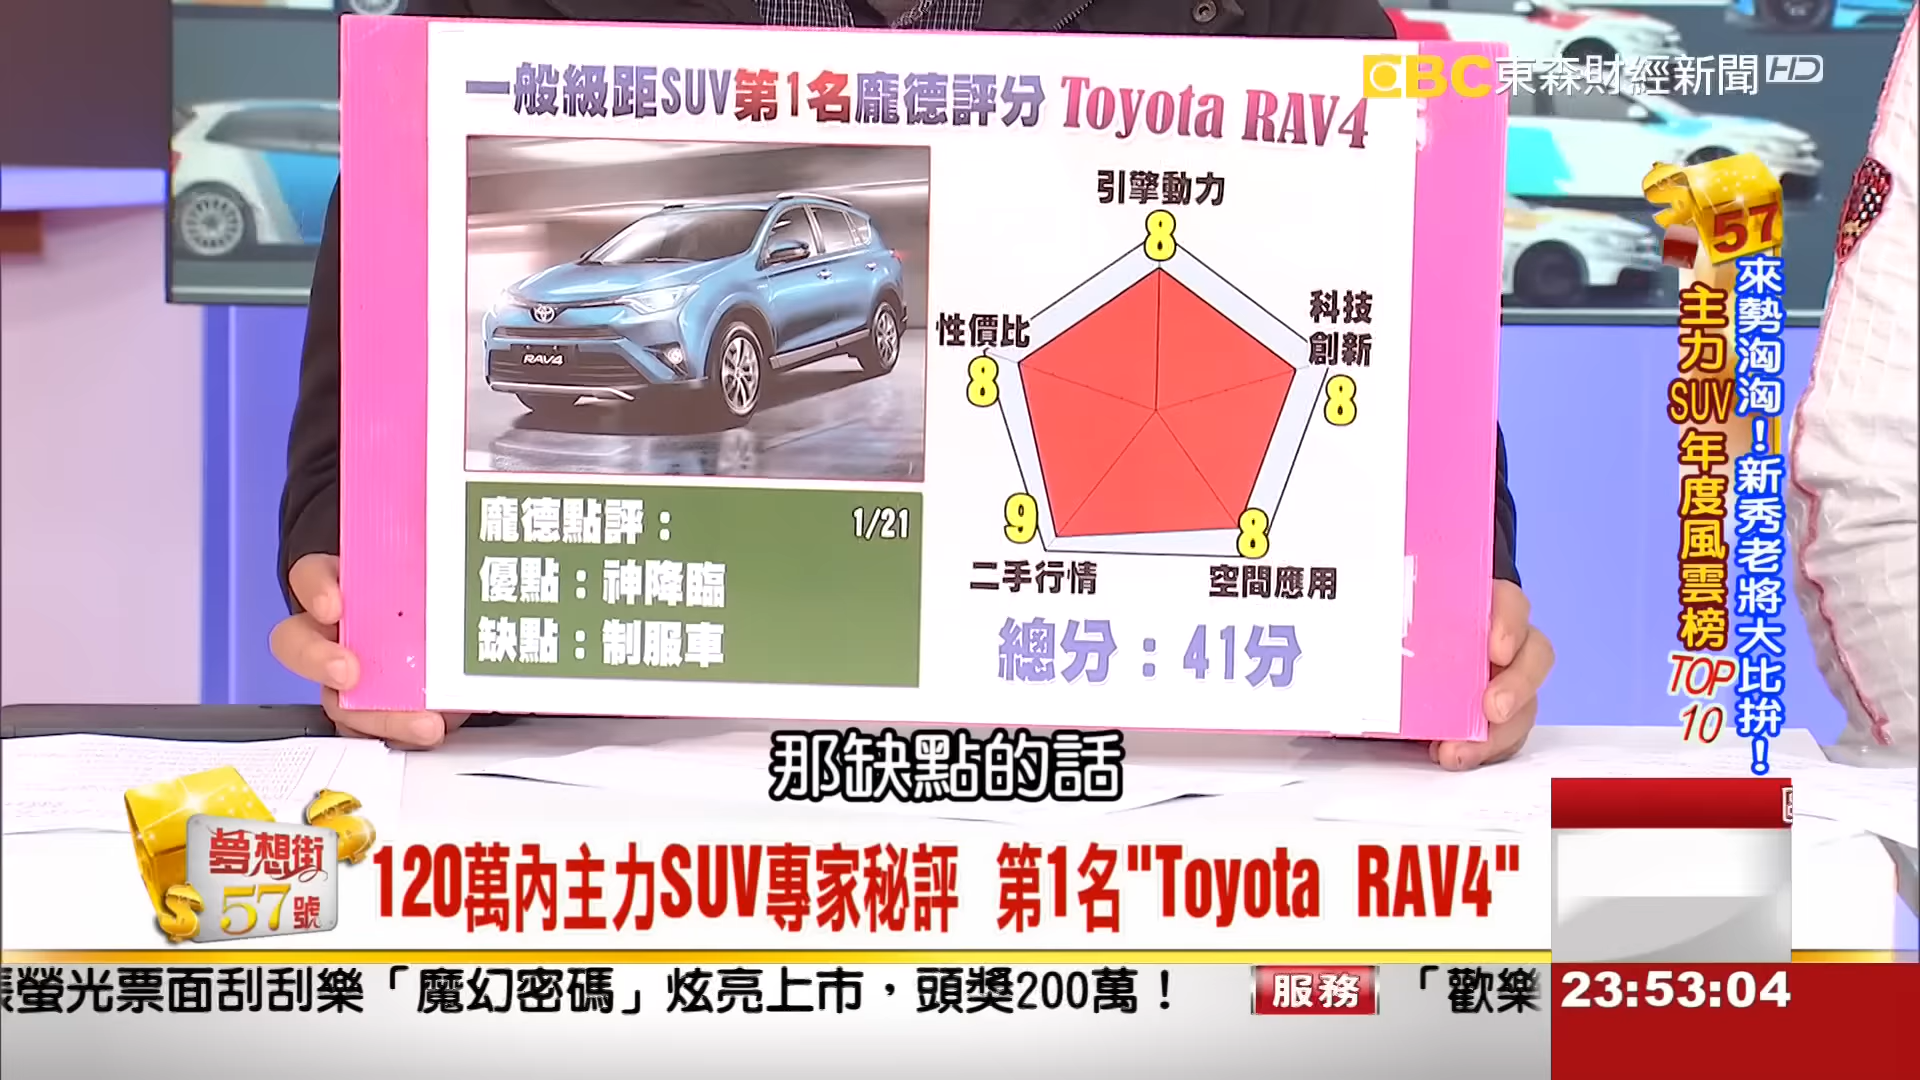 一般級距SUV第1名龐德評分 Toyota RAV4
EBC東森財經新聞HD
RAV4
引擎動力
8
科技
創新
8
性價比
8
9
二手行情
8
空間應用
總分：41分
龐德點評： 1/21
優點：神降臨
缺點：制服車
57
來勢洶洶！新秀老將大比拚！
主力SUV年度風雲榜TOP10
那缺點的話
夢想街
57號
120萬內主力SUV專家秘評 第1名"Toyota RAV4"
螢光票面刮刮樂「魔幻密碼」炫亮上市，頭獎200萬！ 服務 「歡樂
23:53:04